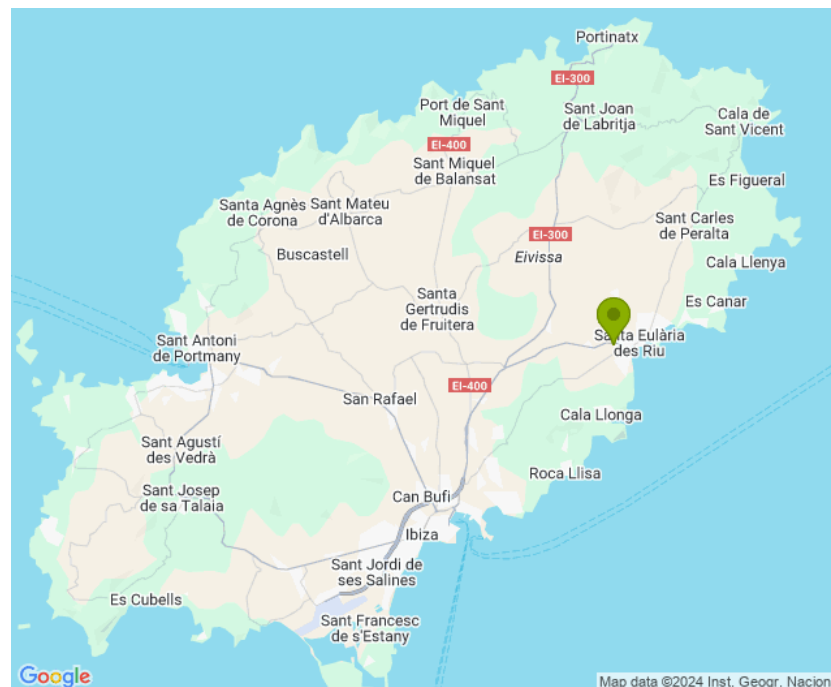 Portinatx
EI-300
Port de Sant
Miquel
Sant Joan
de Labritja
Cala de
Sant Vicent
EI-400
Sant Miquel
de Balansat
Es Figueral
Santa Agnès
de Corona
Sant Mateu
d'Albarca
Sant Carles
de Peralta
EI-300
Buscastell
Eivissa
Cala Llenya
Santa
Gertrudis
de Fruitera
Es Canar
Sant Antoni
de Portmany
Santa Eulària
des Riu
EI-400
San Rafael
Cala Llonga
Sant Agustí
des Vedrà
Roca Llisa
Sant Josep
de sa Talaia
Can Bufi
Ibiza
Sant Jordi de
ses Salines
Es Cubells
Sant Francesc
de s'Estany
Google
Map data ©2024 Inst. Geogr. Nacion